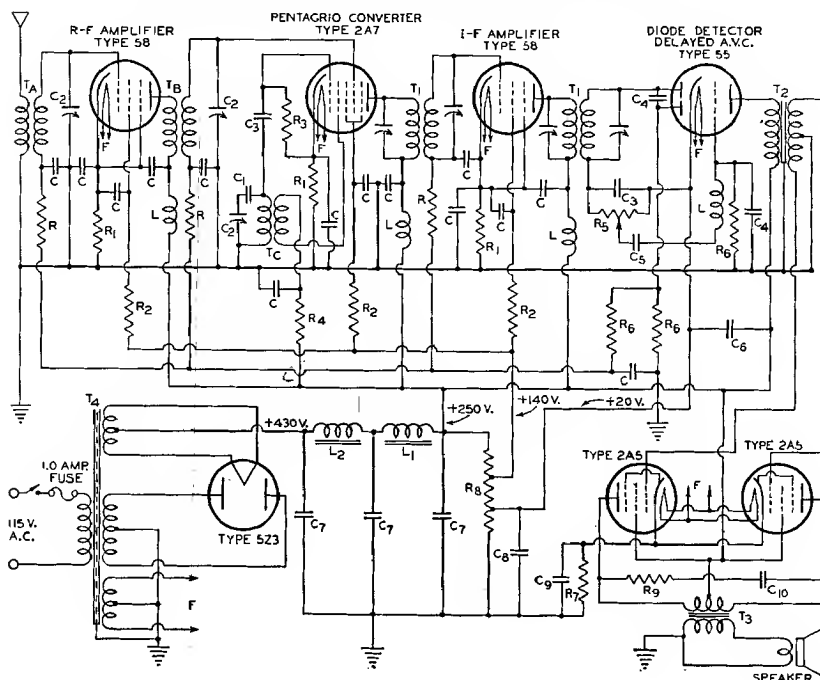 R-F AMPLIFIER
TYPE 58
PENTAGRID CONVERTER
TYPE 2A7
I-F AMPLIFIER
TYPE 58
DIODE DETECTOR
DELAYED A.V.C.
TYPE 55
TA
C2
F
TB
C2
C3
R3
F
T1
F
T1
C4
F
T2
C
C
C
C
C
R
R1
L
R
C1
C2
TC
R1
C
C
C
L
R
C
C
C
C
R1
L
C3
R5
C5
L
R6
C4
R2
C
R4
R2
R2
R6
R6
C
C6
T4
+430 V.
+250 V.
+140 V.
+20 V.
1.0 AMP.
FUSE
115 V.
A.C.
TYPE 5Z3
F
L2
L1
C7
C7
C7
R8
C8
TYPE 2A5
TYPE 2A5
F
C9
R7
R9
C10
T3
SPEAKER